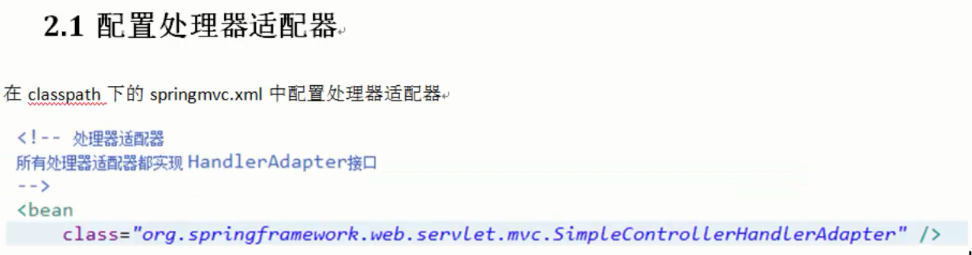 2.1 配置处理器适配器
在 classpath 下的 springmvc.xml 中配置处理器适配器
<!-- 处理器适配器
所有处理器适配器都实现 HandlerAdapter接口
-->
<bean
class="org.springframework.web.servlet.mvc.SimpleControllerHandlerAdapter" />